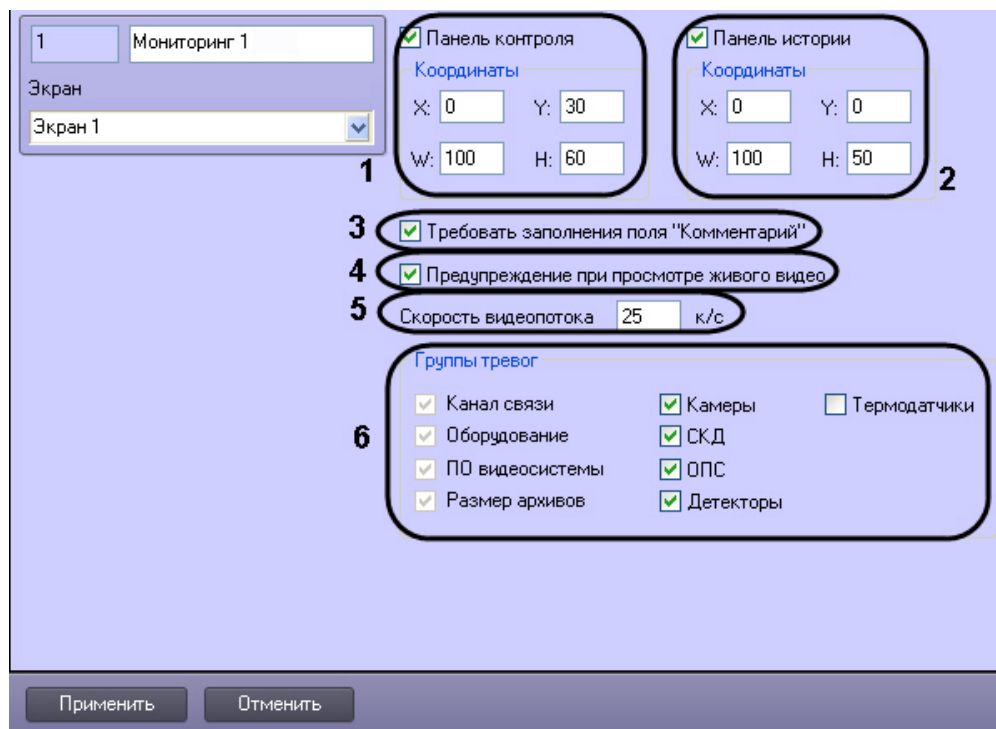 1 Мониторинг 1
Экран
Экран 1
Панель контроля
Координаты
X: 0 Y: 30
W: 100 H: 60
1
Панель истории
Координаты
X: 0 Y: 0
W: 100 H: 50
2
3 Требовать заполнения поля "Комментарий"
4 Предупреждение при просмотре живого видео
5 Скорость видеопотока 25 к/с
Группы тревог
Канал связи Камеры Термодатчики
Оборудование СКД
6
ПО видеосистемы ОПС
Размер архивов Детекторы
Применить Отменить